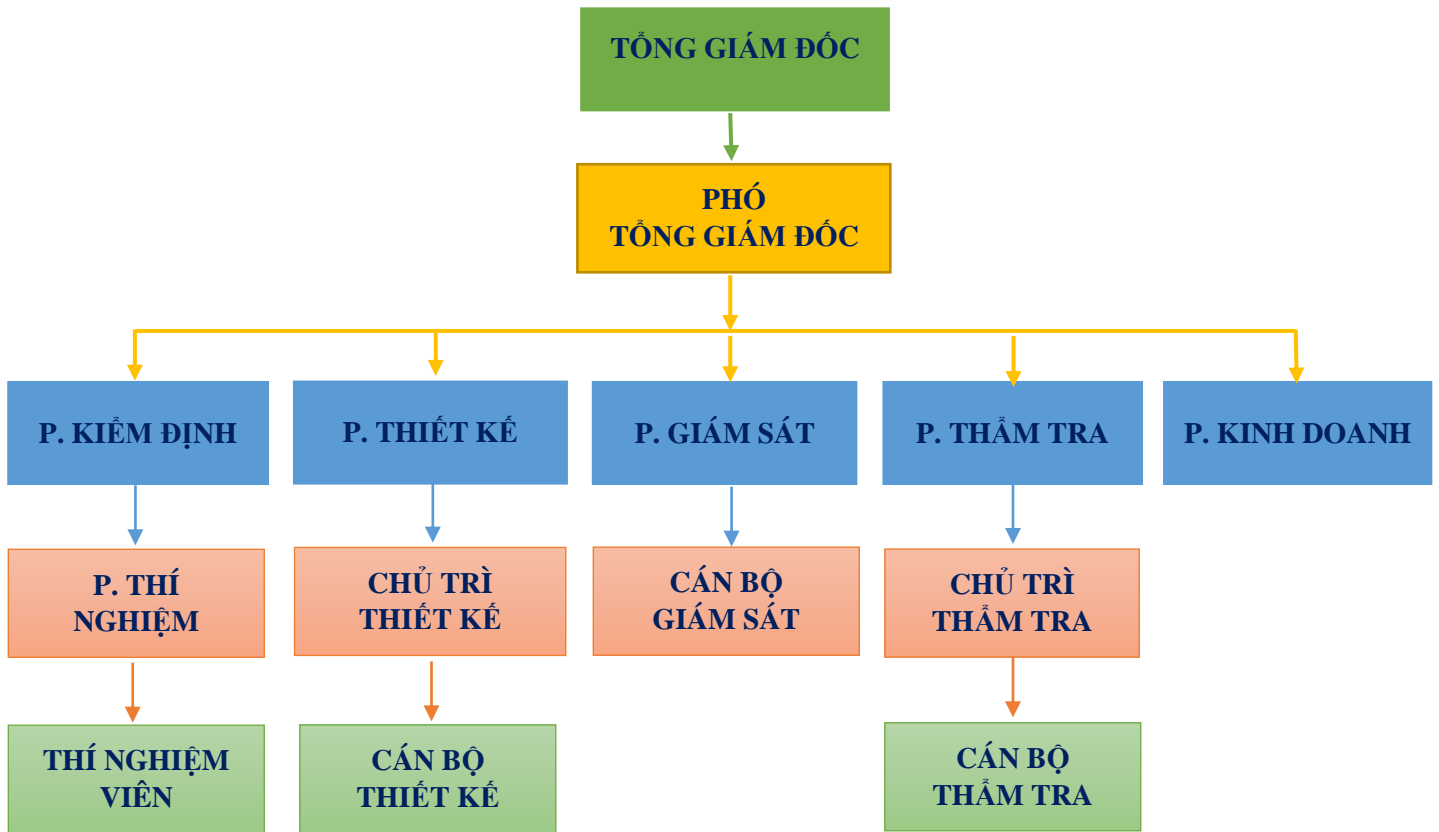 TỔNG GIÁM ĐỐC
PHÓ
TỔNG GIÁM ĐỐC
P. KIỂM ĐỊNH
P. THIẾT KẾ
P. GIÁM SÁT
P. THẨM TRA
P. KINH DOANH
P. THÍ
NGHIỆM
CHỦ TRÌ
THIẾT KẾ
CÁN BỘ
GIÁM SÁT
CHỦ TRÌ
THẨM TRA
THÍ NGHIỆM
VIÊN
CÁN BỘ
THIẾT KẾ
CÁN BỘ
THẨM TRA